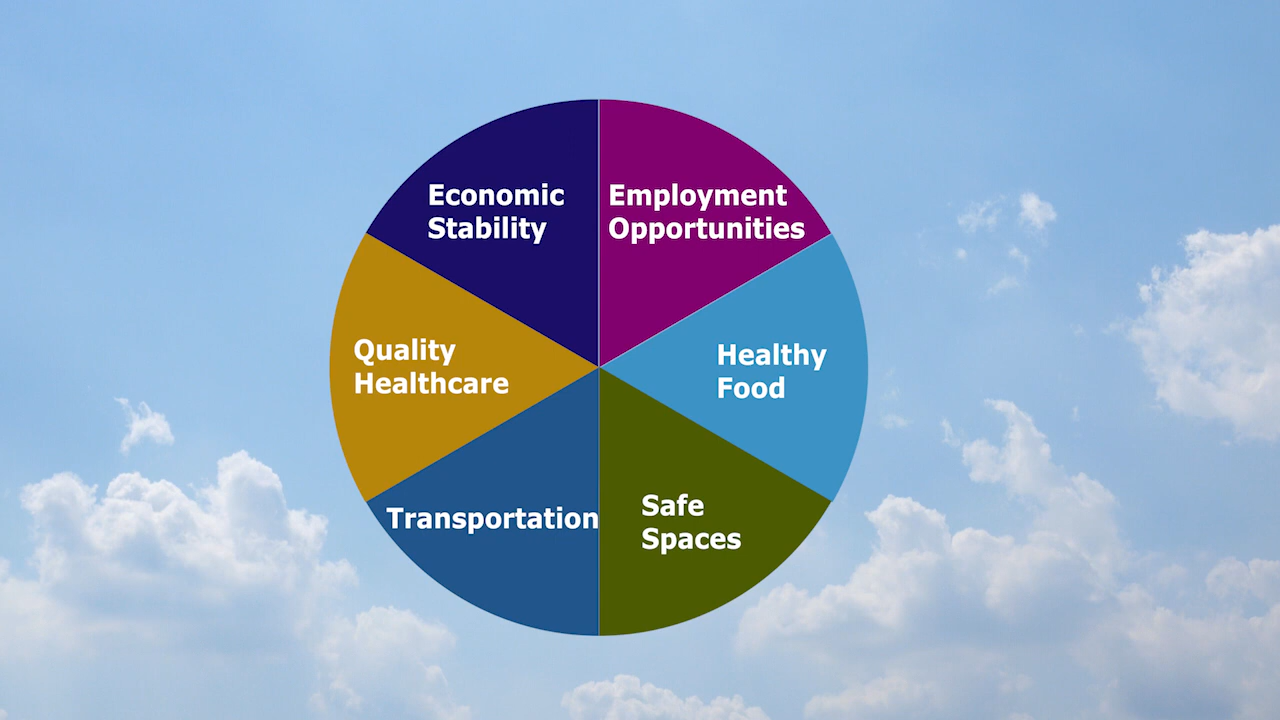 Economic
Stability
Employment
Opportunities
Quality
Healthcare
Healthy
Food
Transportation
Safe
Spaces